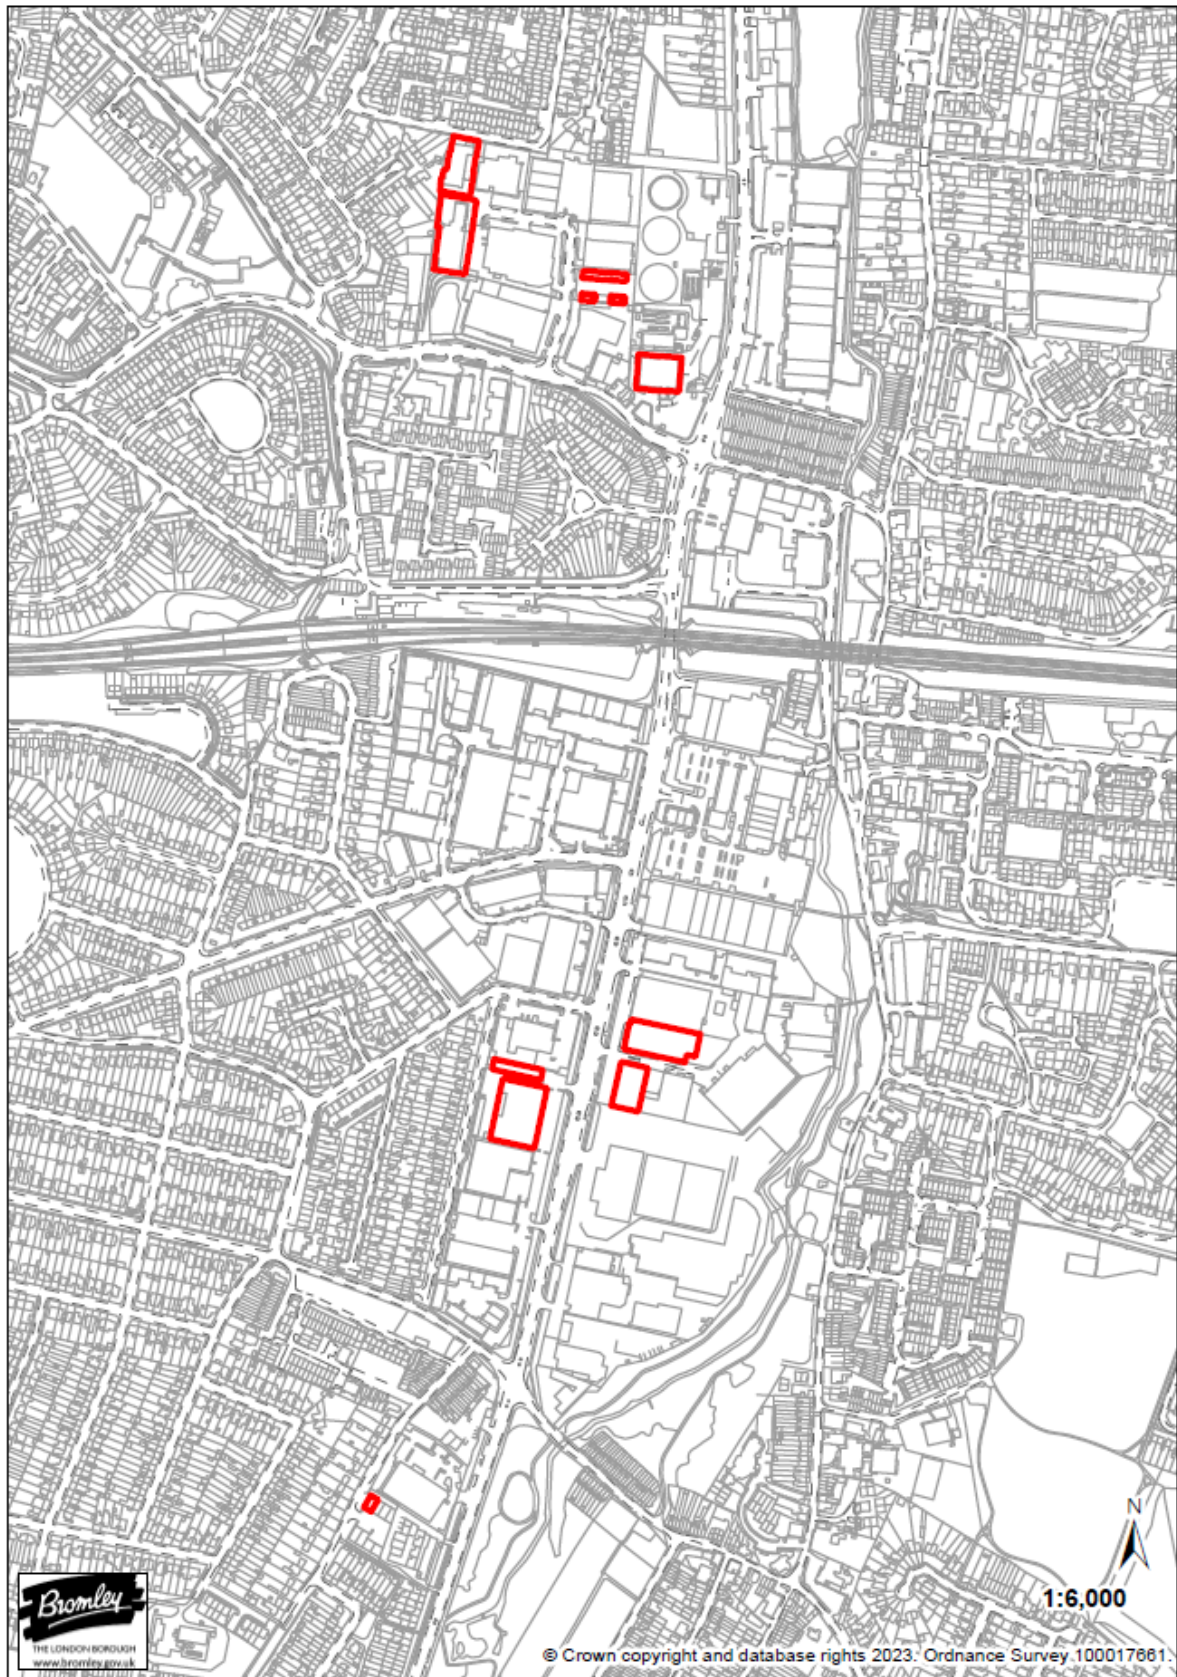 N
1:6,000
Bromley
THE LONDON BOROUGH
www.bromley.gov.uk
© Crown copyright and database rights 2023. Ordnance Survey 100017661.